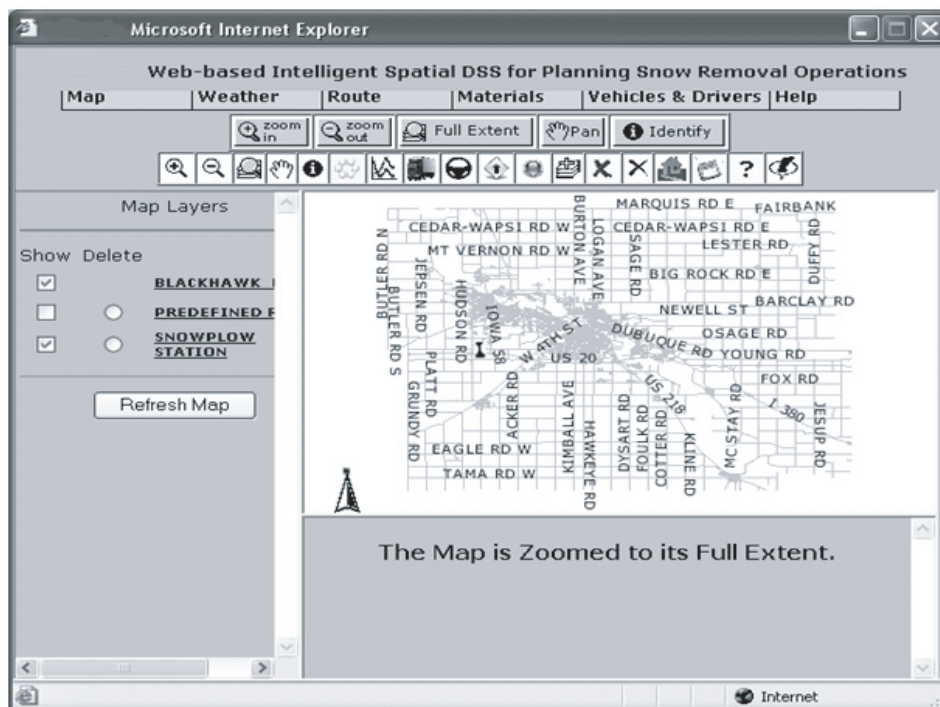 Microsoft Internet Explorer
Web-based Intelligent Spatial DSS for Planning Snow Removal Operations
Map Weather Route Materials Vehicles & Drivers Help
zoom in zoom out Full Extent Pan Identify
?
Map Layers
Show Delete
BLACKHAWK
PREDEFINED
SNOWPLOW
STATION
Refresh Map
MARQUIS RD E
FAIRBANK
CEDAR-WAPSI RD W
CEDAR-WAPSI RD E
MT VERNON RD W
LESTER RD
BIG ROCK RD E
BARCLAY RD
NEWELL ST
OSAGE RD
DUBUQUE RD
YOUNG RD
W 4TH ST
US 20
FOX RD
US 218
I 380
EAGLE RD W
TAMA RD W
BUTLER RD N
BUTLER RD S
JEPSEN RD
HUDSON RD
IOWA 58
BURTON AVE
LOGAN AVE
SAGE RD
DUFFY RD
GRUNDY RD
PLATT RD
ACKER RD
KIMBALL AVE
HAWKEYE RD
DYSART RD
FOULK RD
COTTER RD
KLINE RD
MCSTAY RD
JESUP RD
The Map is Zoomed to its Full Extent.
Internet